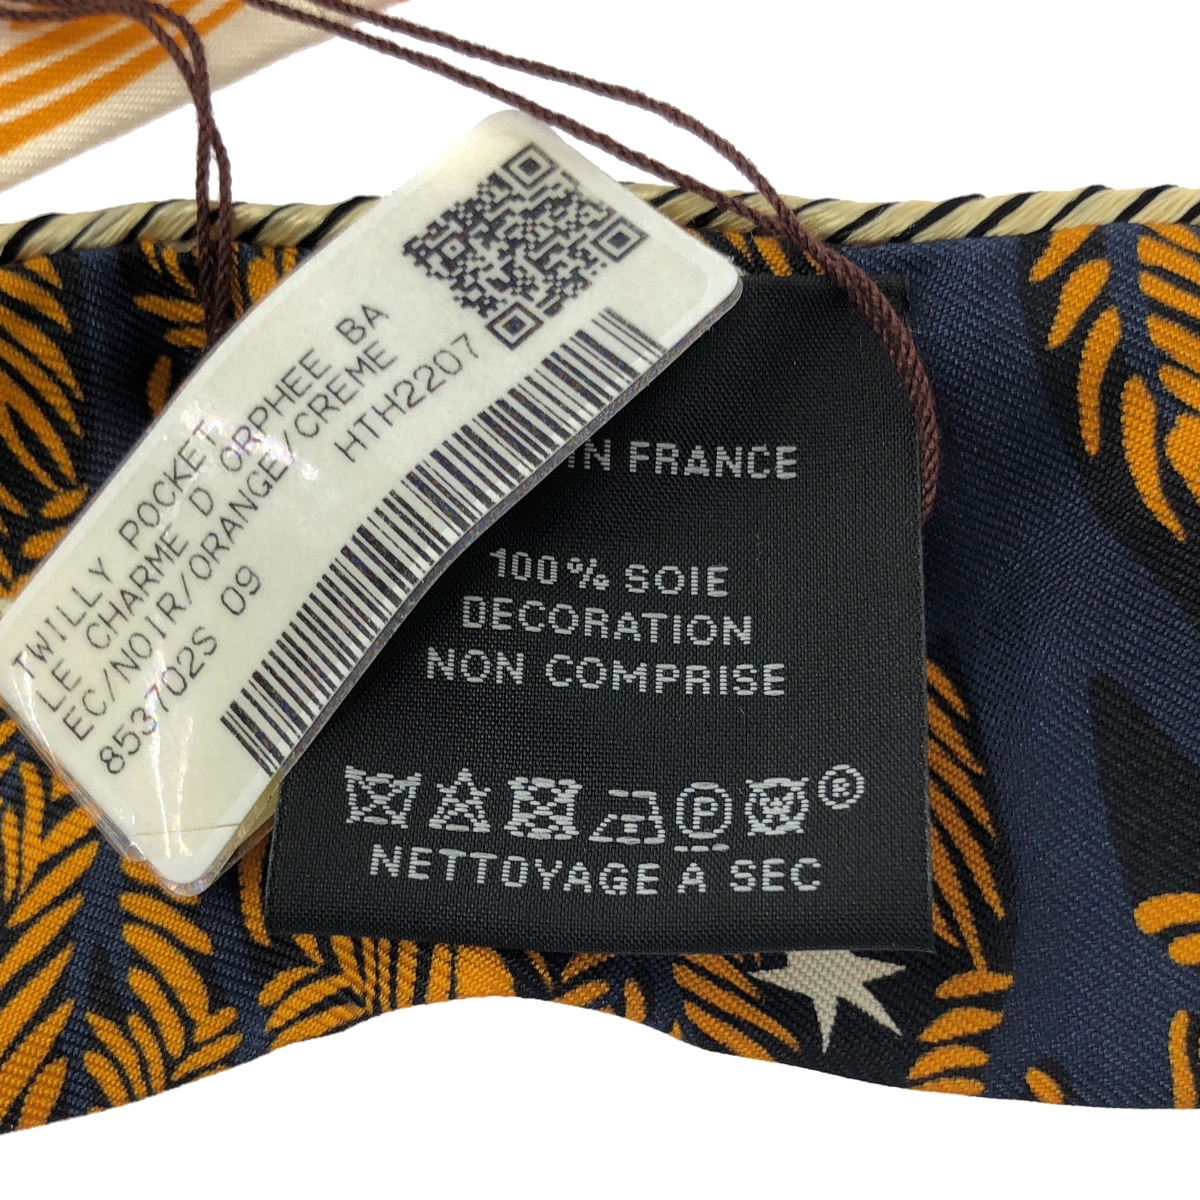 TWILLY POCKET
LE CHARME D ORPHEE BA
EC/NOIR/ORANGE/CREME
853702S 09 HTH2207
IN FRANCE
100% SOIE
DECORATION
NON COMPRISE
P W ®
NETTOYAGE A SEC